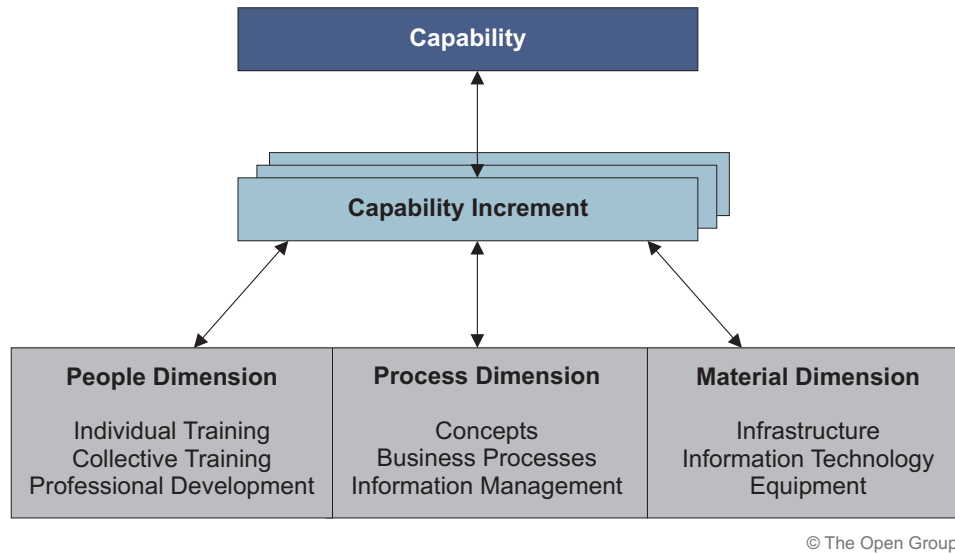 Capability
Capability Increment
People Dimension
Individual Training
Collective Training
Professional Development
Process Dimension
Concepts
Business Processes
Information Management
Material Dimension
Infrastructure
Information Technology
Equipment
© The Open Group